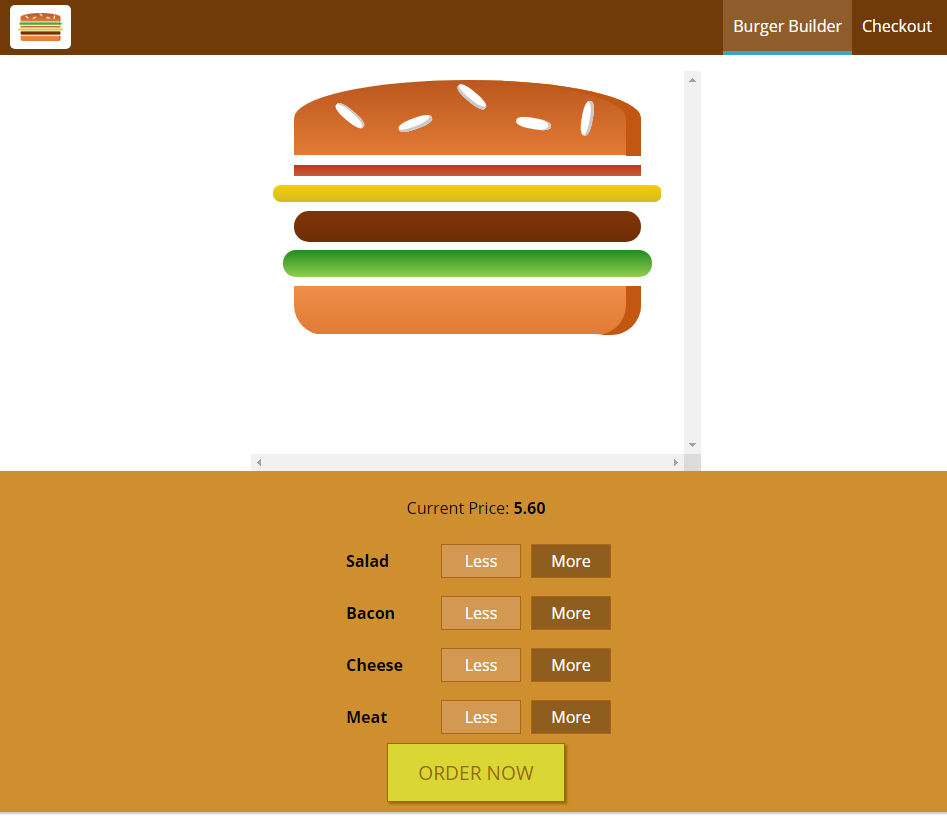 Burger Builder Checkout
Current Price: 5.60
Salad Less More
Bacon Less More
Cheese Less More
Meat Less More
ORDER NOW